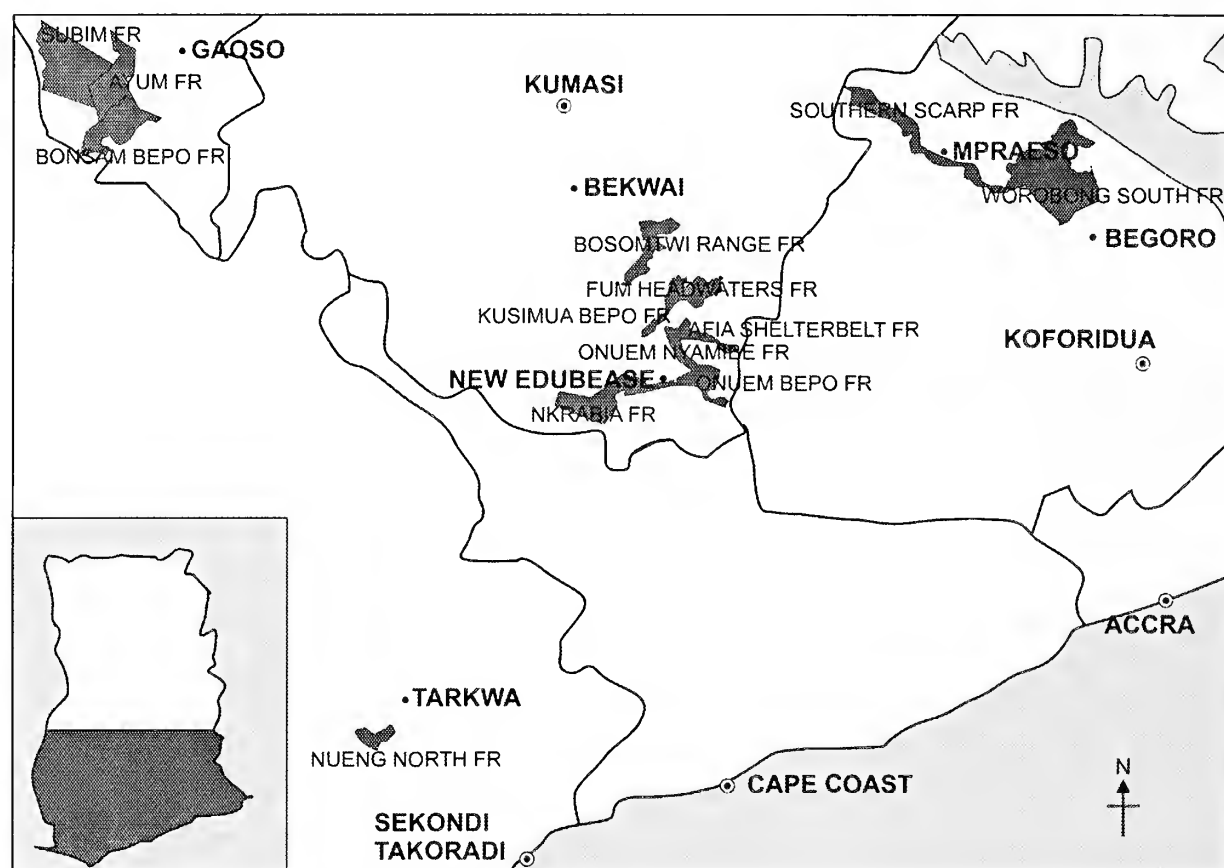 SUBIM FR
GAOSO
AYUM FR
BONSAM BEPO FR
KUMASI
BEKWAI
SOUTHERN SCARP FR
MPRAESO
WOROBONG SOUTH FR
BEGORO
BOSOMTWI RANGE FR
FUM HEADWATERS FR
KUSIMUA BEPO FR
AFIA SHELTERBELT FR
ONUEM NYAMIBE FR
KOFORIDUA
NEW EDUBEASE
ONUEM BEPO FR
NKRABIA FR
ACCRA
TARKWA
NUENG NORTH FR
CAPE COAST
N
SEKONDI
TAKORADI